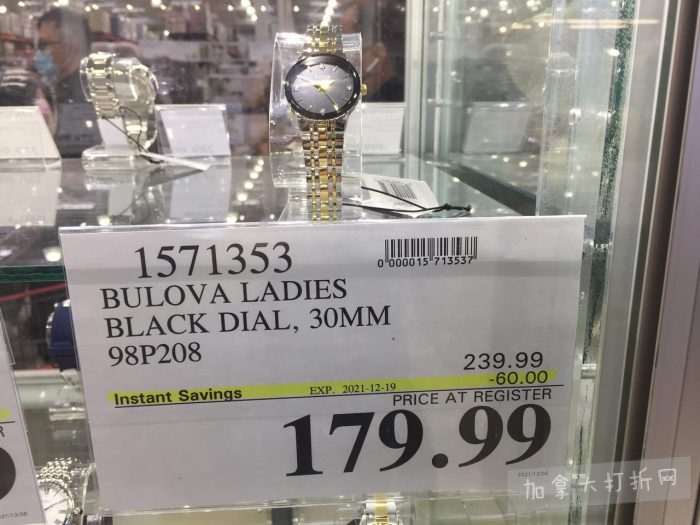 1571353
0 000015 713537
BULOVA LADIES
BLACK DIAL, 30MM
98P208
239.99
Instant Savings EXP. 2021-12-19 -60.00
PRICE AT REGISTER
179.99
加拿大打折网